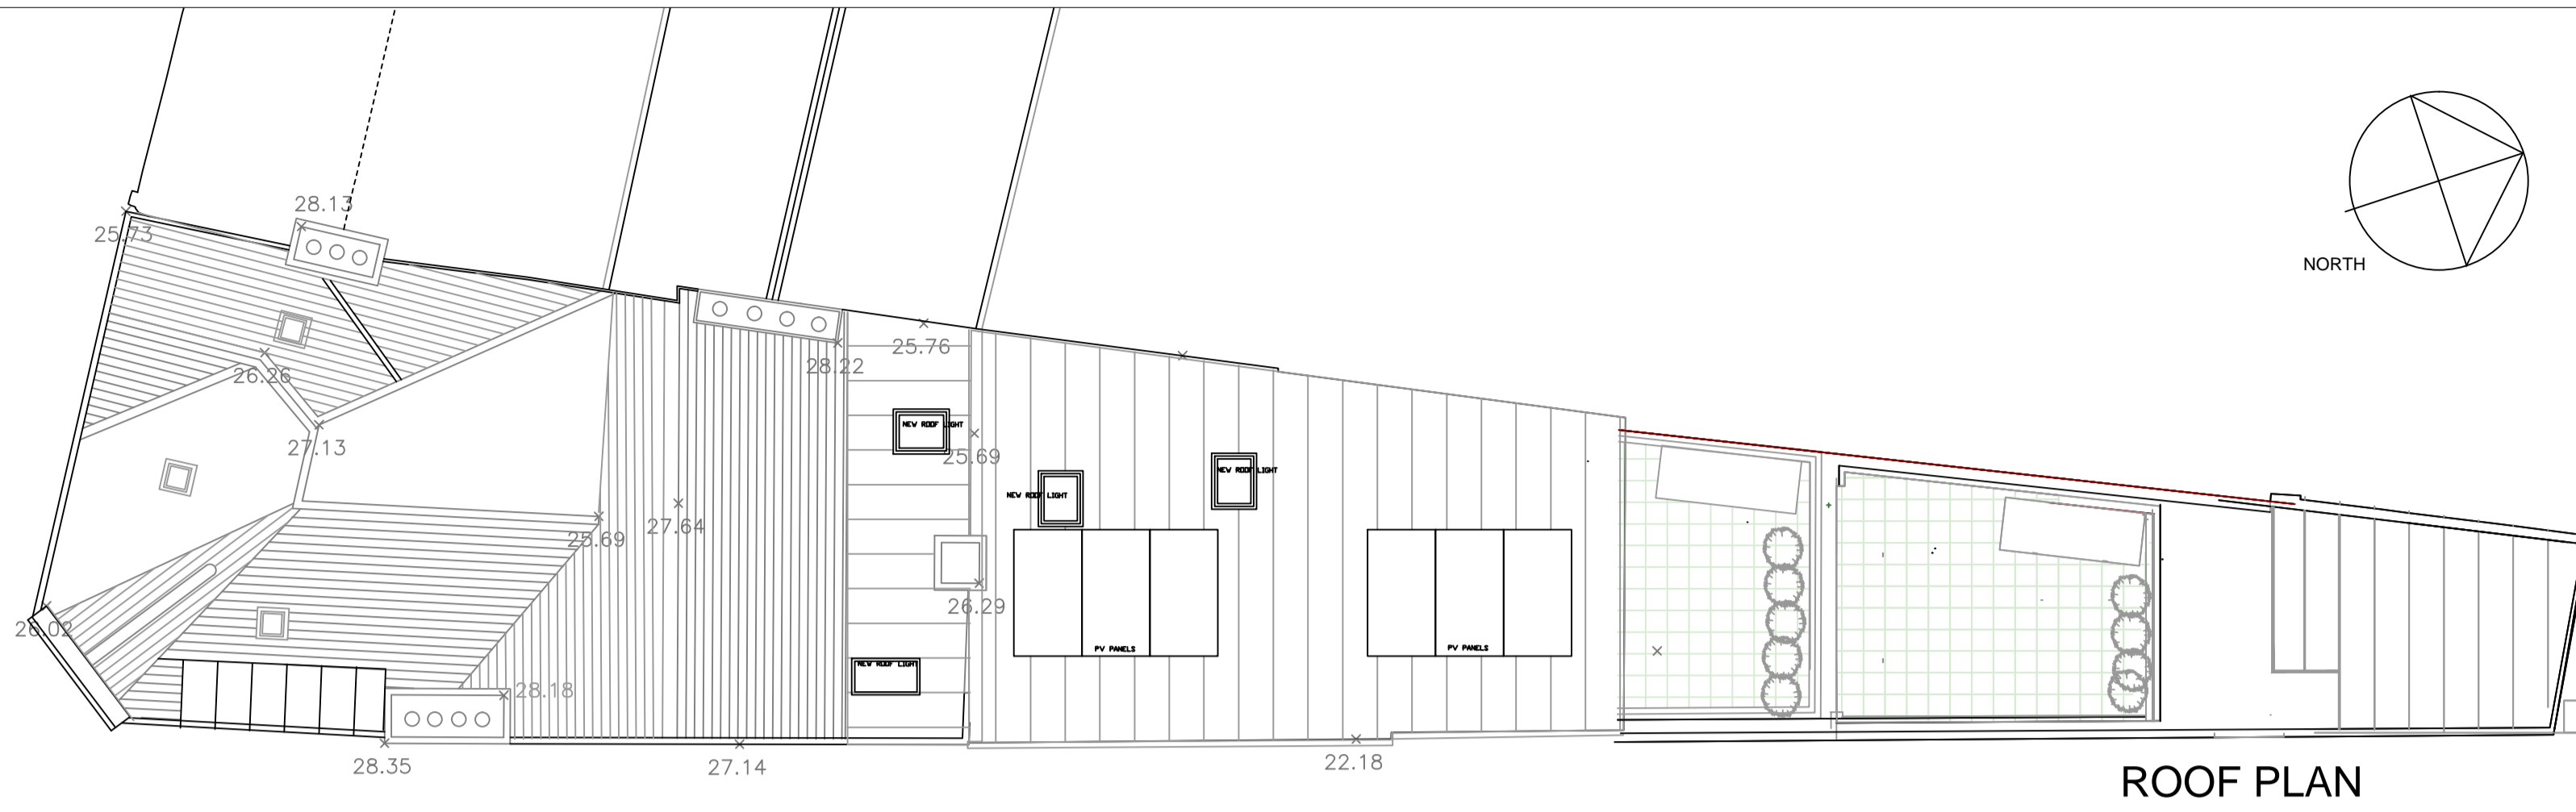 28.13
25.73
NORTH
25.76
28.22
26.26
NEW ROOF LIGHT
27.13
25.69
NEW ROOF LIGHT
NEW ROOF LIGHT
27.64
25.69
26.29
26.02
PV PANELS
PV PANELS
NEW ROOF LIGHT
28.18
28.35
27.14
22.18
ROOF PLAN